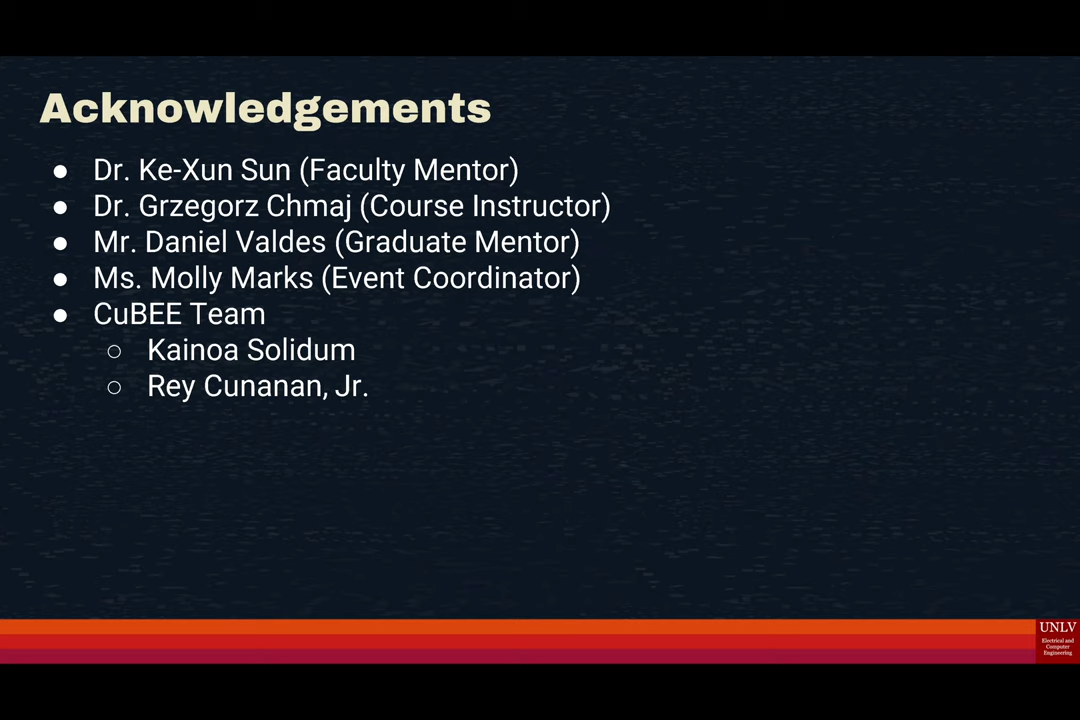 Acknowledgements
● Dr. Ke-Xun Sun (Faculty Mentor)
● Dr. Grzegorz Chmaj (Course Instructor)
● Mr. Daniel Valdes (Graduate Mentor)
● Ms. Molly Marks (Event Coordinator)
● CuBEE Team
○ Kainoa Solidum
○ Rey Cunanan, Jr.
UNLV
Electrical and
Computer
Engineering